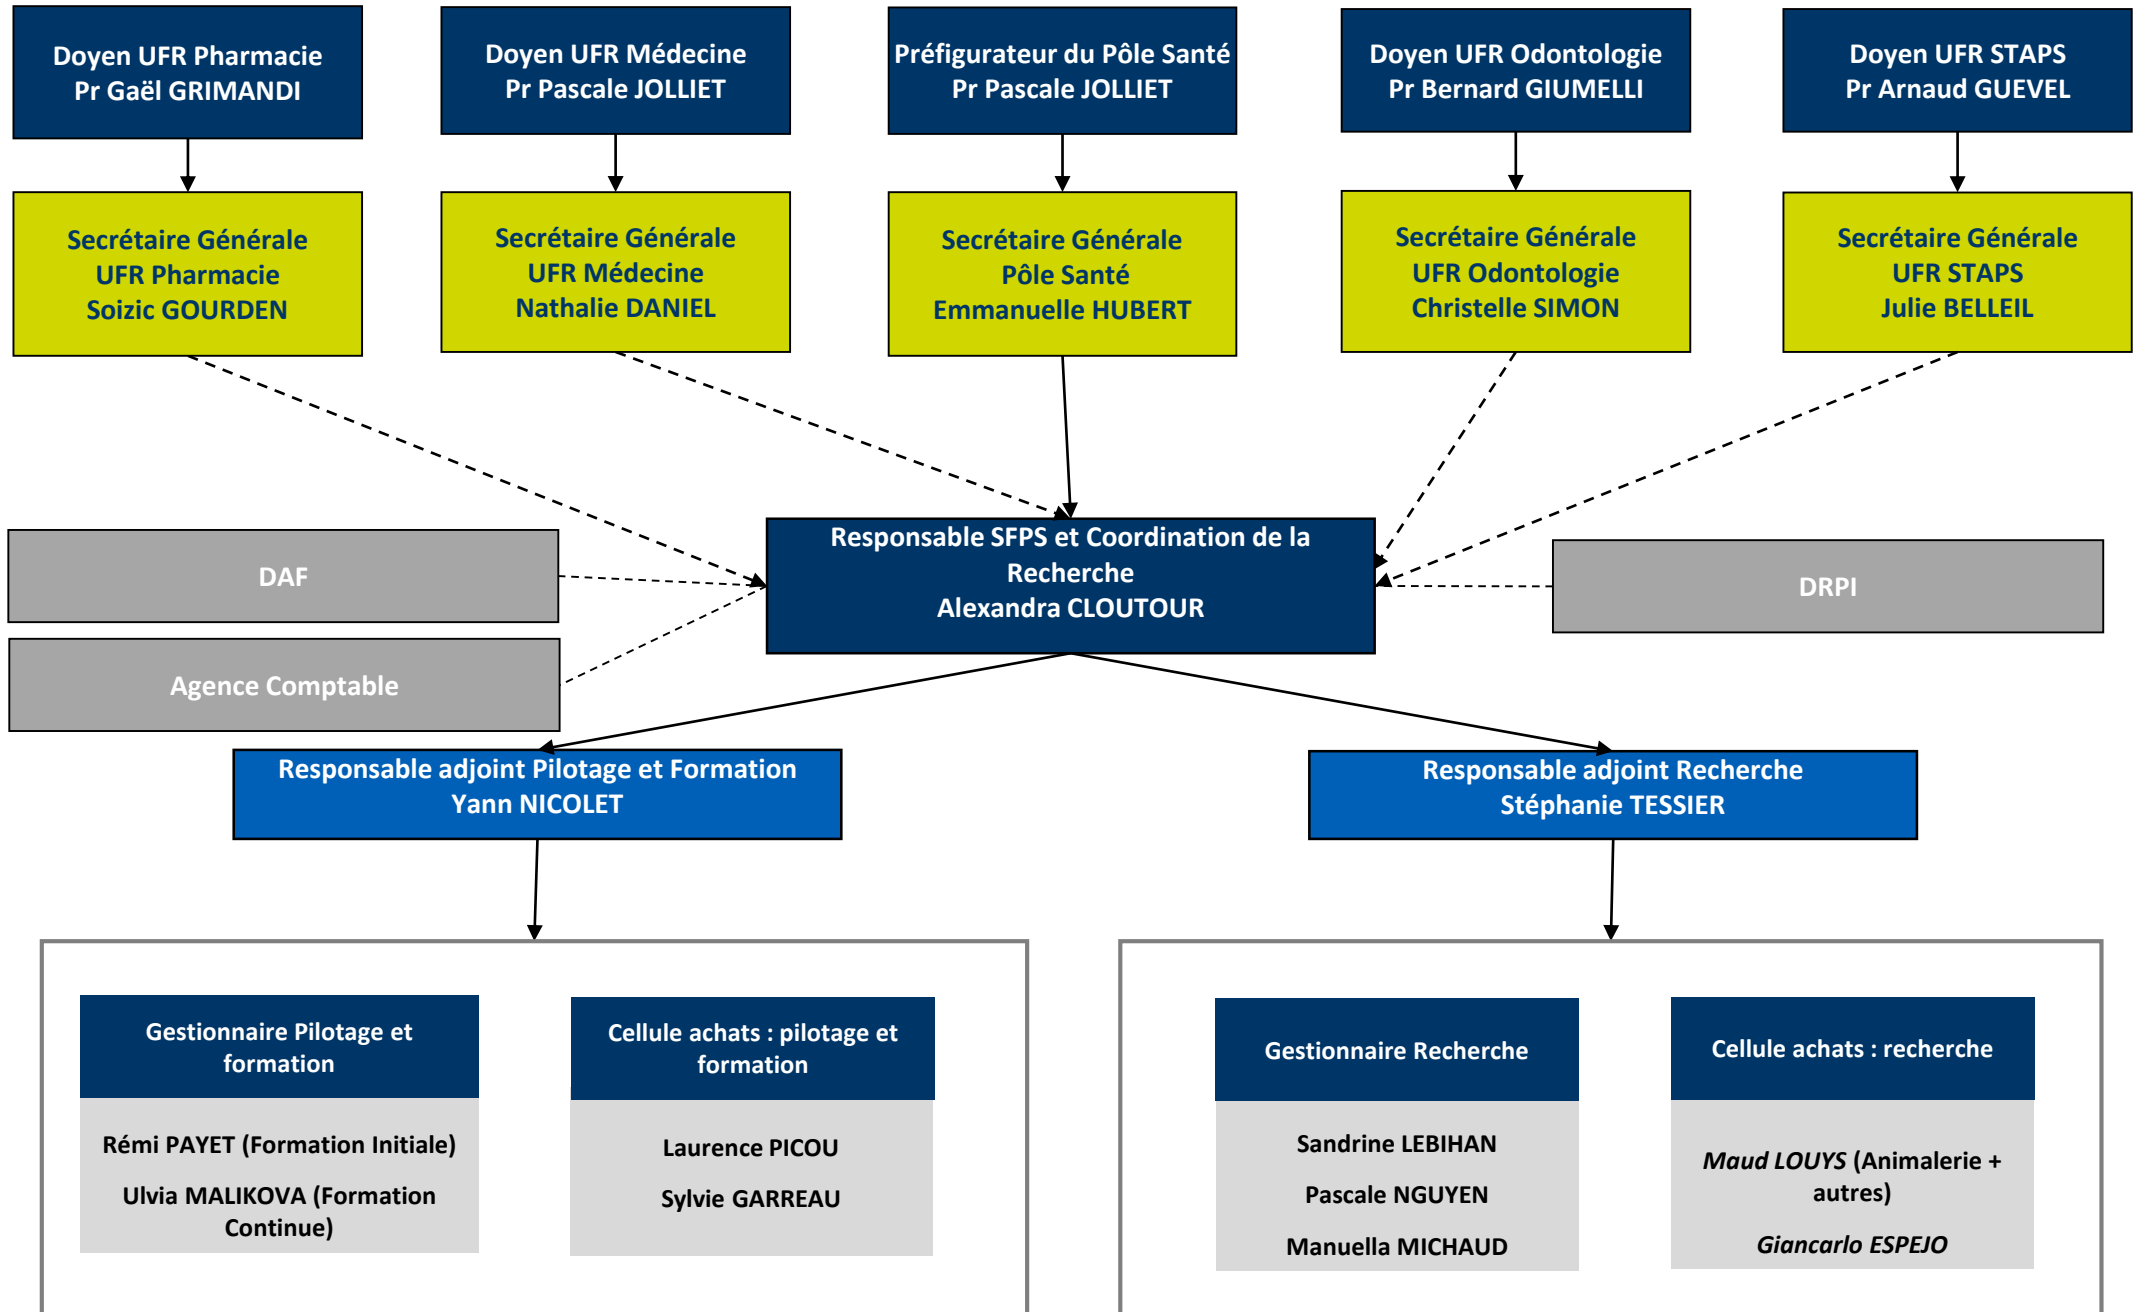 Doyen UFR Pharmacie
Pr Gaël GRIMANDI
Doyen UFR Médecine
Pr Pascale JOLLIET
Préfigurateur du Pôle Santé
Pr Pascale JOLLIET
Doyen UFR Odontologie
Pr Bernard GIUMELLI
Doyen UFR STAPS
Pr Arnaud GUEVEL
Secrétaire Générale
UFR Pharmacie
Soizic GOURDEN
Secrétaire Générale
UFR Médecine
Nathalie DANIEL
Secrétaire Générale
Pôle Santé
Emmanuelle HUBERT
Secrétaire Générale
UFR Odontologie
Christelle SIMON
Secrétaire Générale
UFR STAPS
Julie BELLEIL
DAF
Agence Comptable
Responsable SFPS et Coordination de la
Recherche
Alexandra CLOUTOUR
DRPI
Responsable adjoint Pilotage et Formation
Yann NICOLET
Responsable adjoint Recherche
Stéphanie TESSIER
Gestionnaire Pilotage et
formation
Rémi PAYET (Formation Initiale)
Ulvia MALIKOVA (Formation
Continue)
Cellule achats : pilotage et
formation
Laurence PICOU
Sylvie GARREAU
Gestionnaire Recherche
Sandrine LEBIHAN
Pascale NGUYEN
Manuella MICHAUD
Cellule achats : recherche
Maud LOUYS (Animalerie +
autres)
Giancarlo ESPEJO